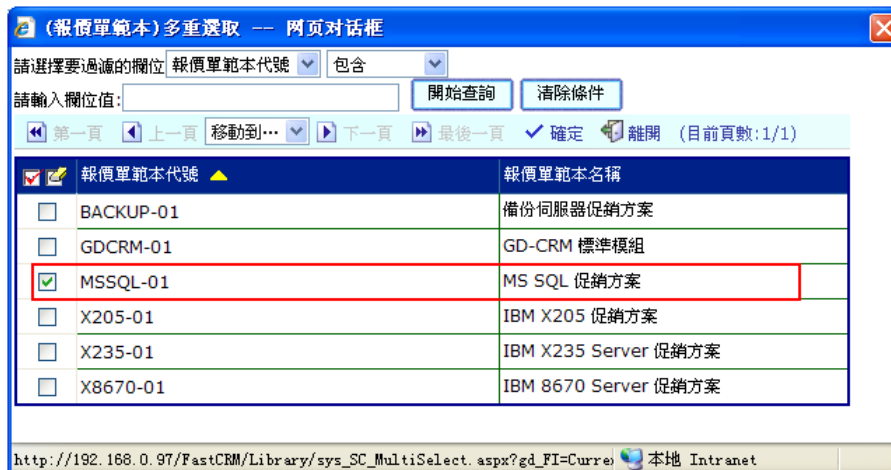 (報價單範本)多重選取 -- 网页对话框
請選擇要過濾的欄位 報價單範本代號 包含
請輸入欄位值: 開始查詢 清除條件
第一頁 上一頁 移動到… 下一頁 最後一頁 確定 離開 (目前頁數:1/1)
報價單範本代號 報價單範本名稱
BACKUP-01 備份伺服器促銷方案
GDCRM-01 GD-CRM 標準模組
MSSQL-01 MS SQL 促銷方案
X205-01 IBM X205 促銷方案
X235-01 IBM X235 Server 促銷方案
X8670-01 IBM 8670 Server 促銷方案
http://192.168.0.97/FastCRM/Library/sys_SC_MultiSelect.aspx?gd_FI=Curre 本地 Intranet